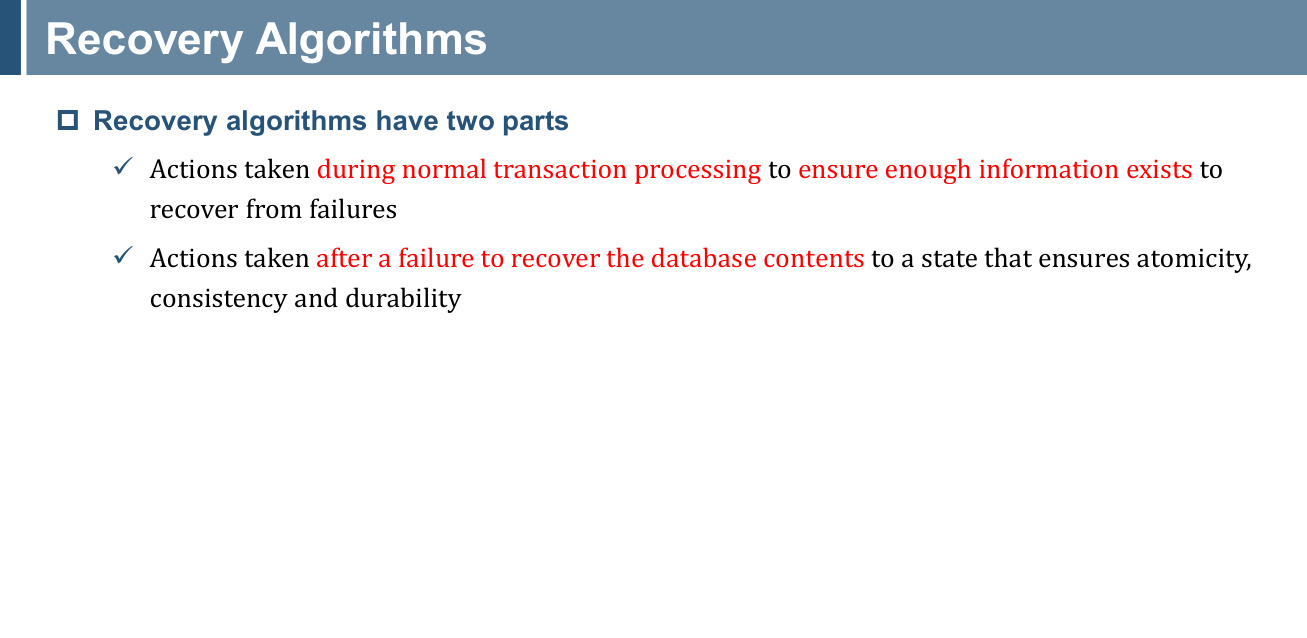 Recovery Algorithms
Recovery algorithms have two parts
Actions taken during normal transaction processing to ensure enough information exists to
recover from failures
Actions taken after a failure to recover the database contents to a state that ensures atomicity,
consistency and durability